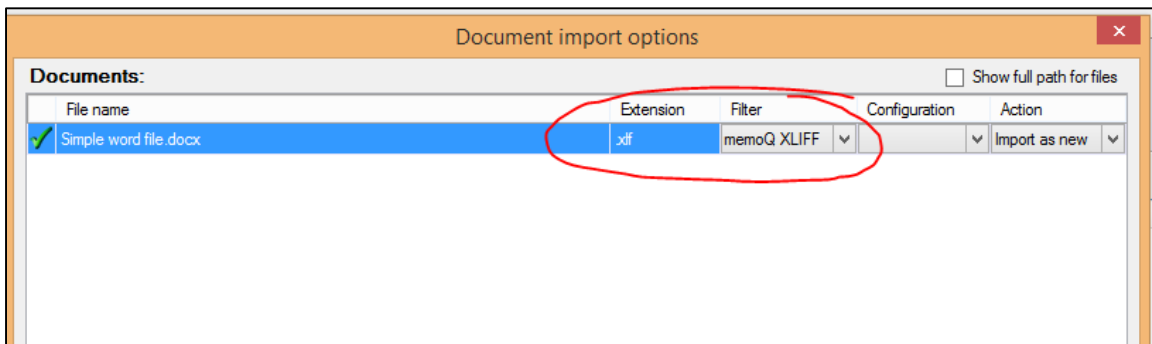 Document import options
Documents:
Show full path for files
File name Extension Filter Configuration Action
Simple word file.docx .xlf memoQ XLIFF Import as new